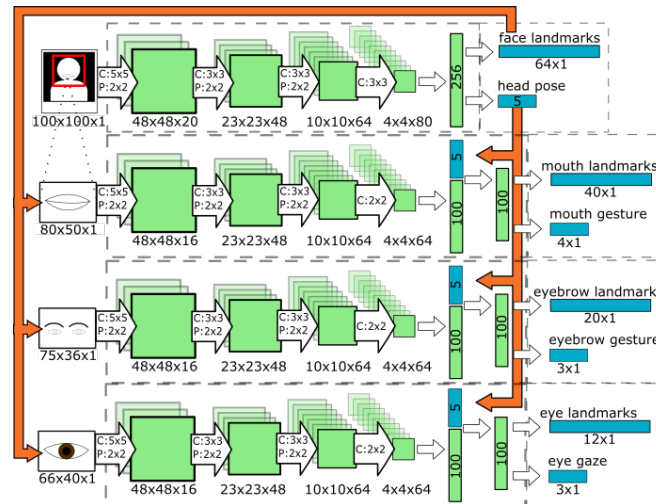 face landmarks
64x1
head pose
5
256
C:5x5
P:2x2
C:3x3
P:2x2
C:3x3
P:2x2
C:3x3
100x100x1
48x48x20
23x23x48
10x10x64
4x4x80
mouth landmarks
40x1
mouth gesture
4x1
5
100
100
C:5x5
P:2x2
C:3x3
P:2x2
C:3x3
P:2x2
C:2x2
80x50x1
48x48x16
23x23x48
10x10x64
4x4x64
eyebrow landmark
20x1
eyebrow gesture
3x1
5
100
100
C:5x5
P:2x2
C:3x3
P:2x2
C:3x3
P:2x2
C:2x2
75x36x1
48x48x16
23x23x48
10x10x64
4x4x64
eye landmarks
12x1
eye gaze
3x1
5
100
100
C:5x5
P:2x2
C:3x3
P:2x2
C:3x3
P:2x2
C:2x2
66x40x1
48x48x16
23x23x48
10x10x64
4x4x64